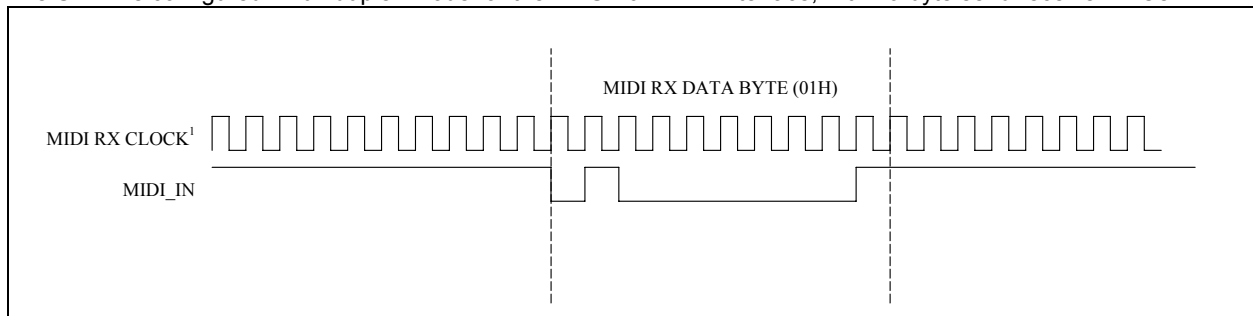 MIDI RX DATA BYTE (01H)
MIDI RX CLOCK¹
MIDI_IN